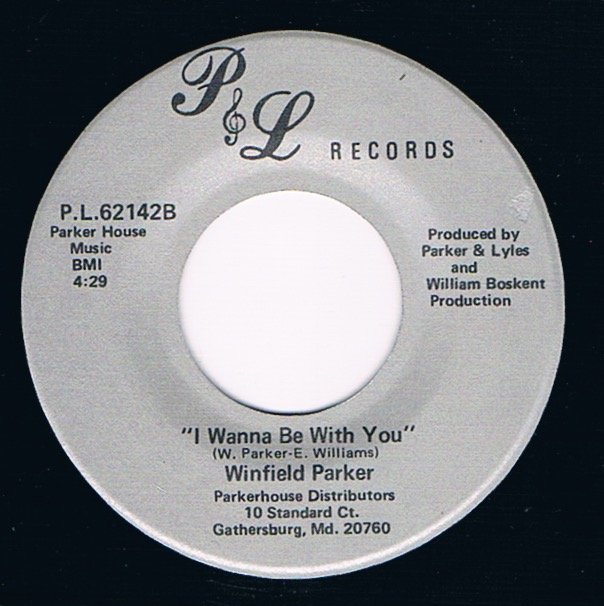 P&L RECORDS
P.L.62142B
Parker House
Music
BMI
4:29
Produced by
Parker & Lyles
and
William Boskent
Production
"I Wanna Be With You"
(W. Parker-E. Williams)
Winfield Parker
Parkerhouse Distributors
10 Standard Ct.
Gathersburg, Md. 20760